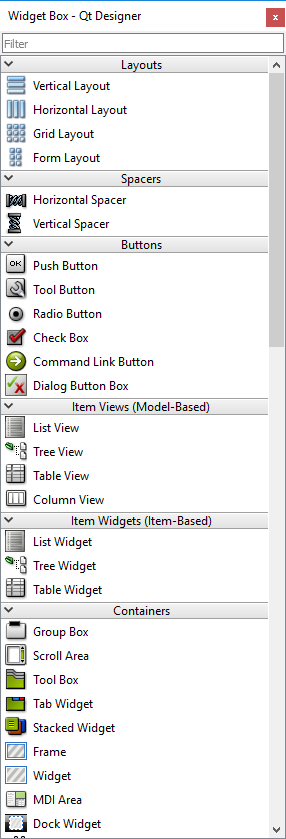 Widget Box - Qt Designer
x
Filter
Layouts
Vertical Layout
Horizontal Layout
Grid Layout
Form Layout
Spacers
Horizontal Spacer
Vertical Spacer
Buttons
OK Push Button
Tool Button
Radio Button
Check Box
Command Link Button
Dialog Button Box
Item Views (Model-Based)
List View
Tree View
Table View
Column View
Item Widgets (Item-Based)
List Widget
Tree Widget
Table Widget
Containers
Group Box
Scroll Area
Tool Box
Tab Widget
Stacked Widget
Frame
Widget
MDI Area
Dock Widget